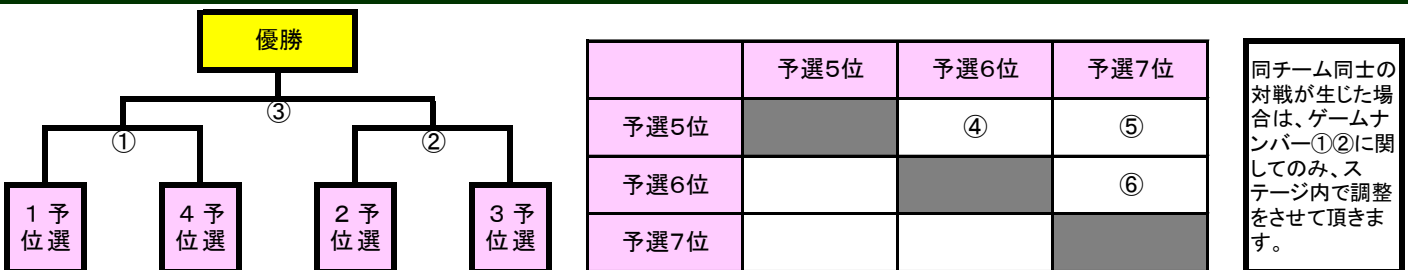 優勝
③
①
②
予選1位
予選4位
予選2位
予選3位
予選5位 予選6位 予選7位
予選5位 ④ ⑤
予選6位 ⑥
予選7位
同チーム同士の
対戦が生じた場
合は、ゲームナ
ンバー①②に関
してのみ、ス
テージ内で調整
をさせて頂きま
す。